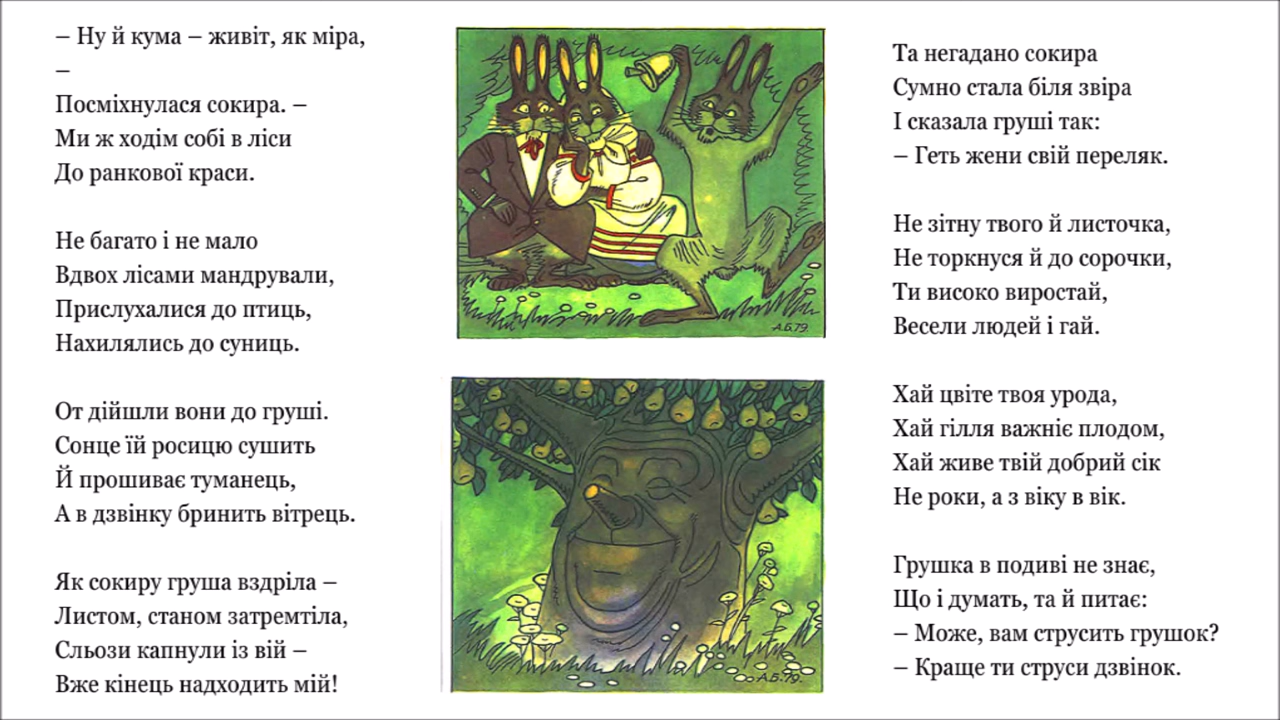 – Ну й кума – живіт, як міра,
–
Посміхнулася сокира. –
Ми ж ходім собі в ліси
До ранкової краси.
Не багато і не мало
Вдвох лісами мандрували,
Прислухалися до птиць,
Нахилялись до суниць.
От дійшли вони до груші.
Сонце їй росицю сушить
Й прошиває туманець,
А в дзвінку бринить вітрець.
Як сокиру груша вздріла –
Листом, станом затремтіла,
Сльози капнули із вій –
Вже кінець надходить мій!
А.Б.79.
А.Б.79.
Та негадано сокира
Сумно стала біля звіра
І сказала груші так:
– Геть жени свій переляк.
Не зітну твого й листочка,
Не торкнуся й до сорочки,
Ти високо виростай,
Весели людей і гай.
Хай цвіте твоя урода,
Хай гілля важніє плодом,
Хай живе твій добрий сік
Не роки, а з віку в вік.
Грушка в подиві не знає,
Що і думать, та й питає:
– Може, вам струсить грушок?
– Краще ти струси дзвінок.